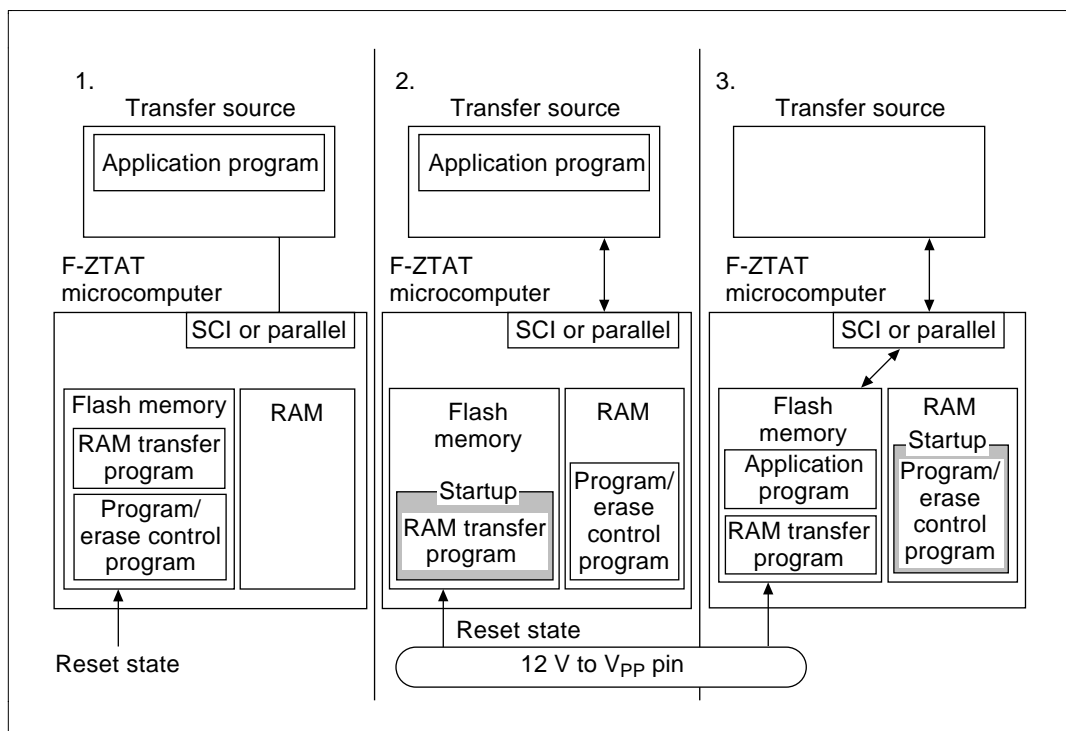 1.
Transfer source
Application program
F-ZTAT
microcomputer
SCI or parallel
Flash memory
RAM transfer
program
Program/
erase control
program
RAM
Reset state
2.
Transfer source
Application program
F-ZTAT
microcomputer
SCI or parallel
Flash
memory
Startup
RAM transfer
program
RAM
Program/
erase
control
program
Reset state
12 V to VPP pin
3.
Transfer source
F-ZTAT
microcomputer
SCI or parallel
Flash
memory
Application
program
RAM transfer
program
RAM
Startup
Program/
erase
control
program